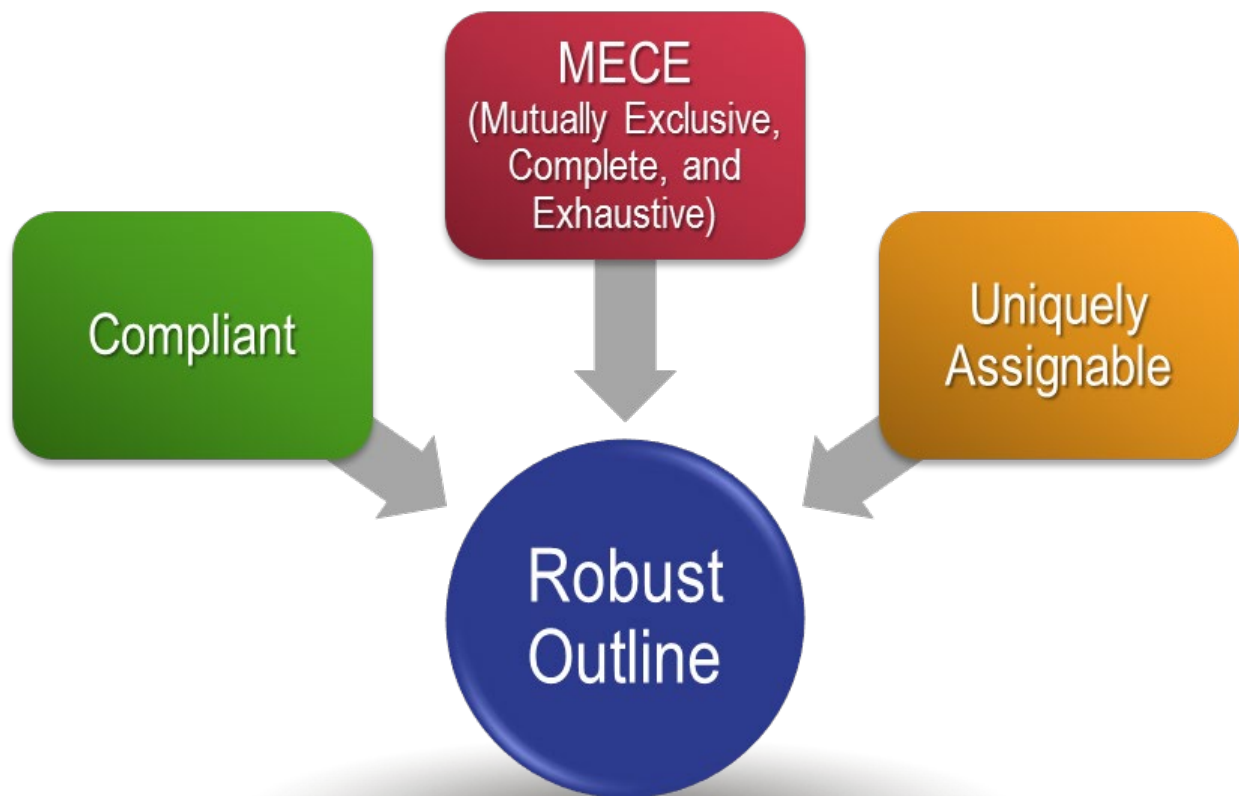 MECE
(Mutually Exclusive,
Complete, and
Exhaustive)
Compliant
Uniquely
Assignable
Robust
Outline